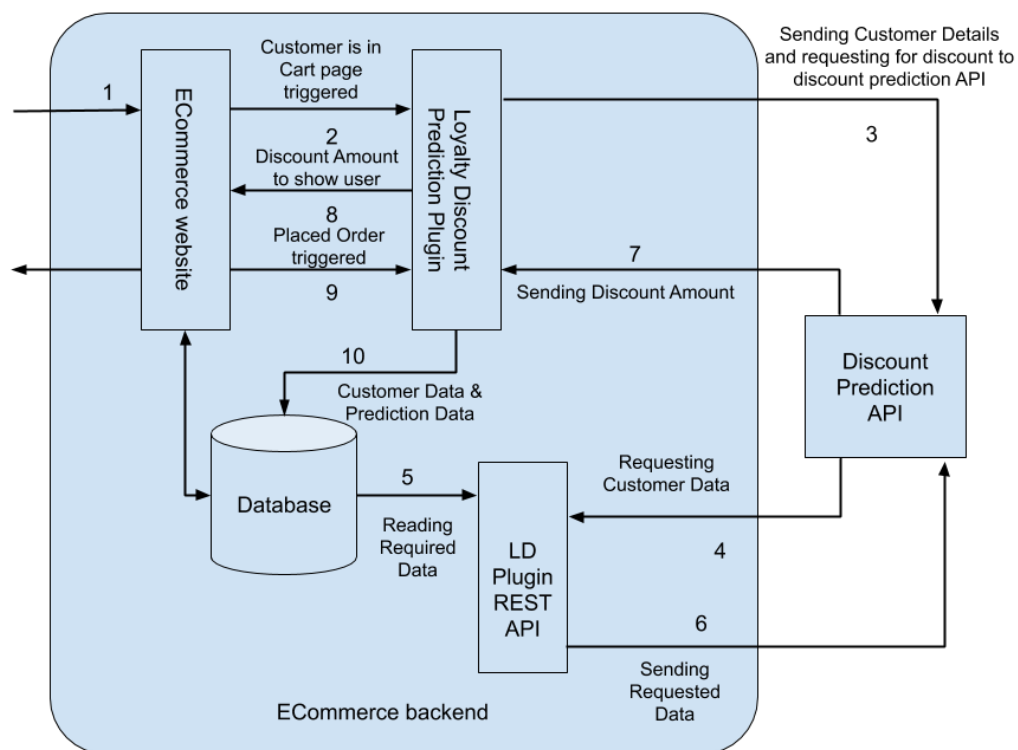 Sending Customer Details
and requesting for discount to
discount prediction API
3
1
ECommerce website
Customer is in
Cart page
triggered
2
Discount Amount
to show user
8
Placed Order
triggered
9
Loyalty Discount
Prediction Plugin
7
Sending Discount Amount
Discount
Prediction
API
10
Customer Data &
Prediction Data
Database
5
Reading
Required
Data
Requesting
Customer Data
4
LD
Plugin
REST
API
6
Sending
Requested
Data
ECommerce backend